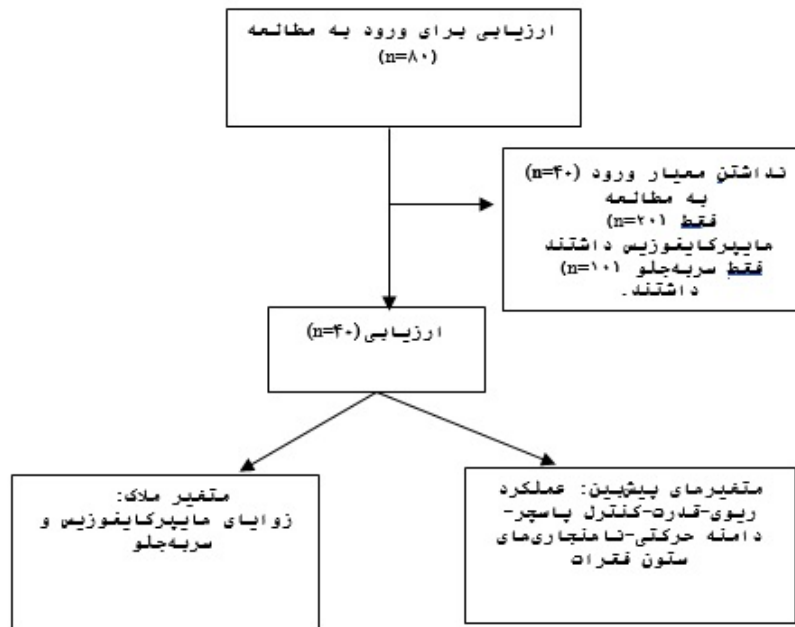 ارزیابی برای ورود به مطالعه
(n=۸۰)
نداشتن معیار ورود (n=۴۰)
به مطالعه
فقط (n=۲۰)
هایپرکایفوزیس داشتند
فقط سربه‌جلو (n=۱۰)
داشتند.
ارزیابی (n=۴۰)
متغیرهای پیش‌بین: عملکرد
ریوی-قدرت-کنترل پاسچر-
دامنه حرکتی-ناهنجاری‌های
ستون فقرات
متغیر ملاک:
زوایای هایپرکایفوزیس و
سربه‌جلو